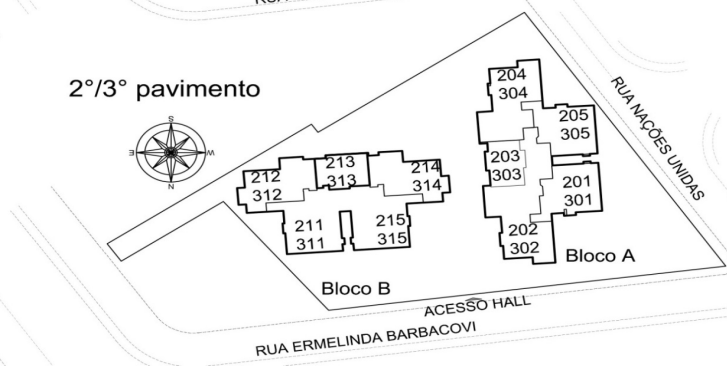 2°/3° pavimento
S
E
W
N
204
304
205
305
203
303
201
301
202
302
Bloco A
212
312
213
313
214
314
211
311
215
315
Bloco B
RUA NAÇÕES UNIDAS
ACESSO HALL
RUA ERMELINDA BARBACOVI